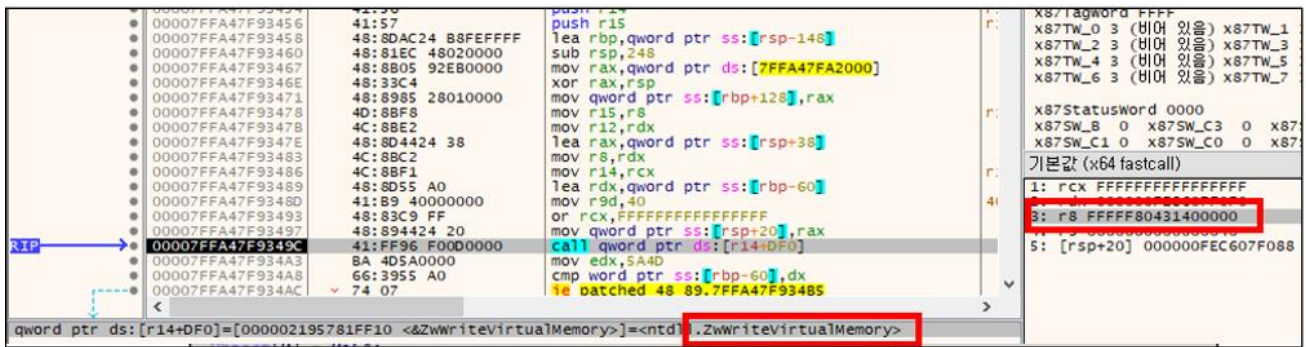 00007FFA47F93456 41:57 push r15
00007FFA47F93458 48:8DAC24 B8FEFFFF lea rbp,qword ptr ss:[rsp-148]
00007FFA47F93460 48:81EC 48020000 sub rsp,248
00007FFA47F93467 48:8B05 92EB0000 mov rax,qword ptr ds:[7FFA47FA2000]
00007FFA47F9346E 48:33C4 xor rax,rsp
00007FFA47F93471 48:8985 28010000 mov qword ptr ss:[rbp+128],rax
00007FFA47F93478 4D:8BF8 mov r15,r8
00007FFA47F9347B 4C:8BE2 mov r12,rdx
00007FFA47F9347E 48:8D4424 38 lea rax,qword ptr ss:[rsp+38]
00007FFA47F93483 4C:8BC2 mov r8,rdx
00007FFA47F93486 4C:8BF1 mov r14,rcx
00007FFA47F93489 48:8D55 A0 lea rdx,qword ptr ss:[rbp-60]
00007FFA47F9348D 41:B9 40000000 mov r9d,40
00007FFA47F93493 48:83C9 FF or rcx,FFFFFFFFFFFFFFFF
00007FFA47F93497 48:894424 20 mov qword ptr ss:[rsp+20],rax
RIP 00007FFA47F9349C 41:FF96 F00D0000 call qword ptr ds:[r14+DF0]
00007FFA47F934A3 BA 4D5A0000 mov edx,5A4D
00007FFA47F934A8 66:3955 A0 cmp word ptr ss:[rbp-60],dx
00007FFA47F934AC 74 07 je patched_48_89.7FFA47F934B5
qword ptr ds:[r14+DF0]=[000002195781FF10 <&ZwWriteVirtualMemory>]=<ntdll.ZwWriteVirtualMemory>
x87TagWord FFFF
x87TW_0 3 (비어 있음) x87TW_1
x87TW_2 3 (비어 있음) x87TW_3
x87TW_4 3 (비어 있음) x87TW_5
x87TW_6 3 (비어 있음) x87TW_7
x87StatusWord 0000
x87SW_B 0 x87SW_C3 0 x87
x87SW_C1 0 x87SW_C0 0 x87
기본값 (x64 fastcall)
1: rcx FFFFFFFFFFFFFFFF
3: r8 FFFFF80431400000
5: [rsp+20] 000000FEC607F088